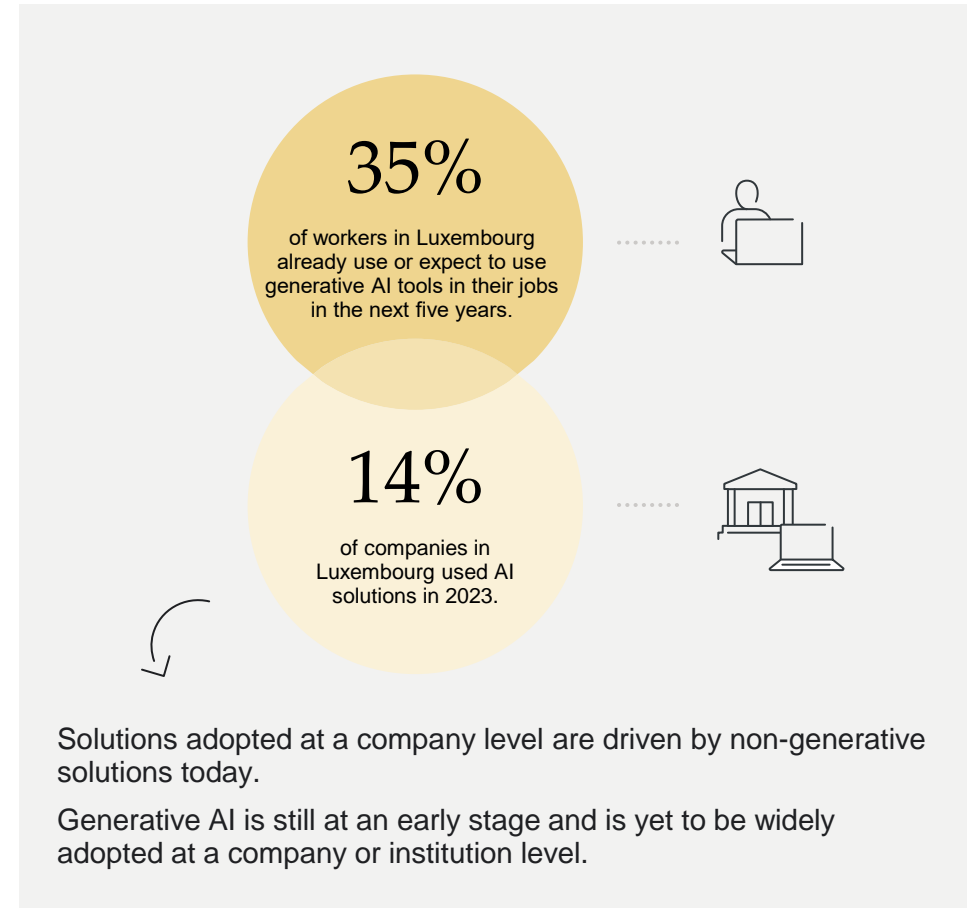 35%
of workers in Luxembourg
already use or expect to use
generative AI tools in their jobs
in the next five years.
14%
of companies in
Luxembourg used AI
solutions in 2023.
Solutions adopted at a company level are driven by non-generative
solutions today.
Generative AI is still at an early stage and is yet to be widely
adopted at a company or institution level.